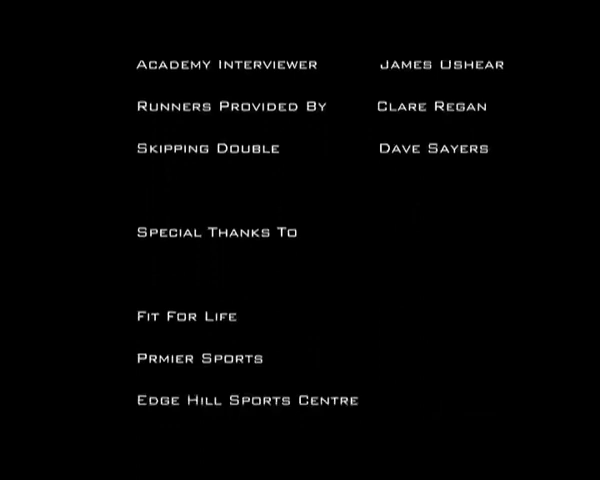 Academy Interviewer James Ushear
Runners Provided By Clare Regan
Skipping Double Dave Sayers
Special Thanks To
Fit For Life
Prmier Sports
Edge Hill Sports Centre